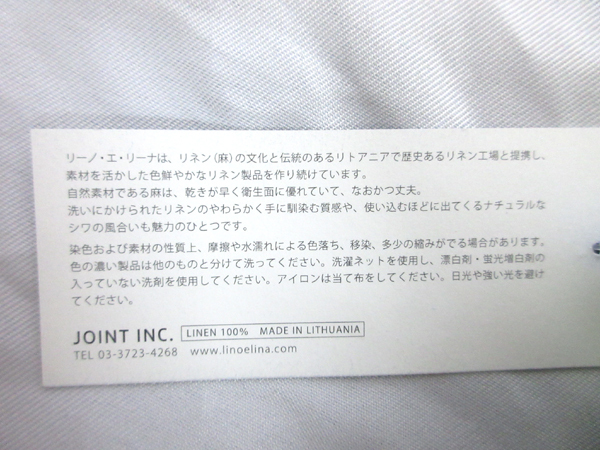 リーノ・エ・リーナは、リネン（麻）の文化と伝統のあるリトアニアで歴史あるリネン工場と提携し、
素材を活かした色鮮やかなリネン製品を作り続けています。
自然素材である麻は、乾きが早く衛生面に優れていて、なおかつ丈夫。
洗いにかけられたリネンのやわらかく手に馴染む質感や、使い込むほどに出てくるナチュラルな
シワの風合いも魅力のひとつです。
染色および素材の性質上、摩擦や水濡れによる色落ち、移染、多少の縮みがでる場合があります。
色の濃い製品は他のものと分けて洗ってください。洗濯ネットを使用し、漂白剤・蛍光増白剤の
入っていない洗剤を使用してください。アイロンは当て布をしてください。日光や強い光を避け
てください。
JOINT INC. LINEN 100% MADE IN LITHUANIA
TEL 03-3723-4268 www.linoelina.com